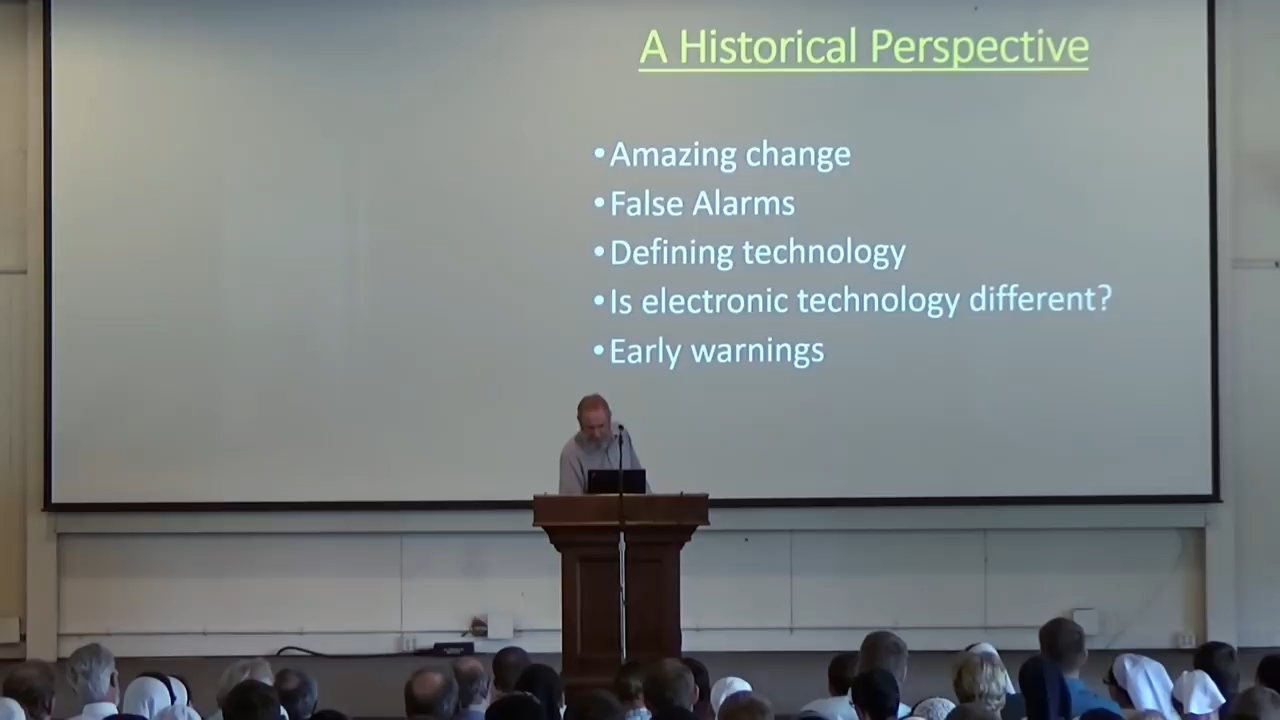 A Historical Perspective
•Amazing change
•False Alarms
•Defining technology
•Is electronic technology different?
•Early warnings